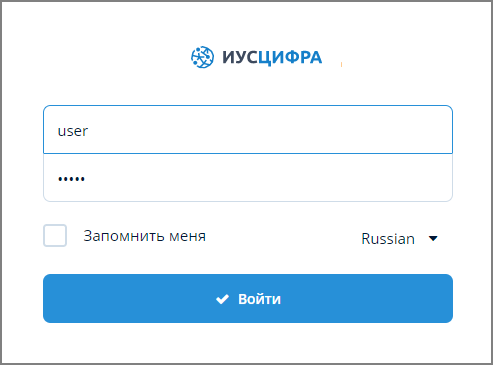 ИУСЦИФРА
user
•••••
Запомнить меня
Russian
Войти